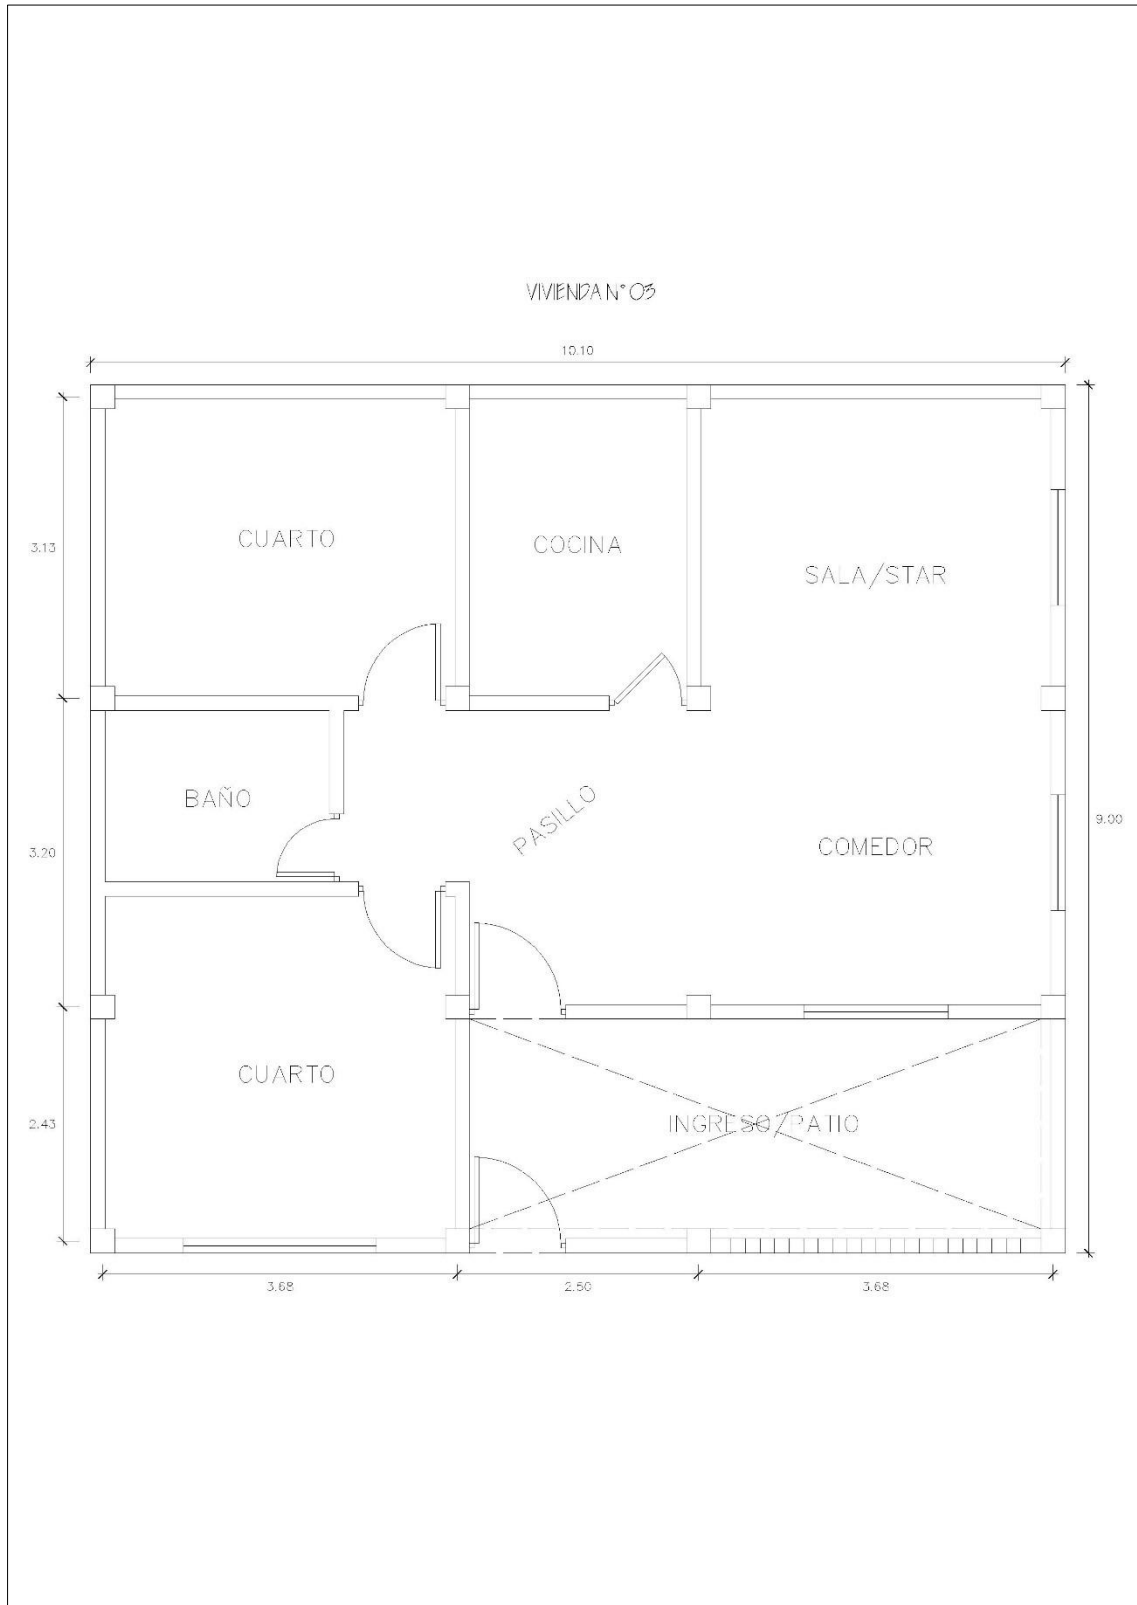 VIVIENDA N° 03
10.10
3.13
CUARTO
COCINA
SALA/STAR
BAÑO
PASILLO
COMEDOR
9.00
3.20
CUARTO
INGRESO/PATIO
2.43
3.68
2.50
3.68